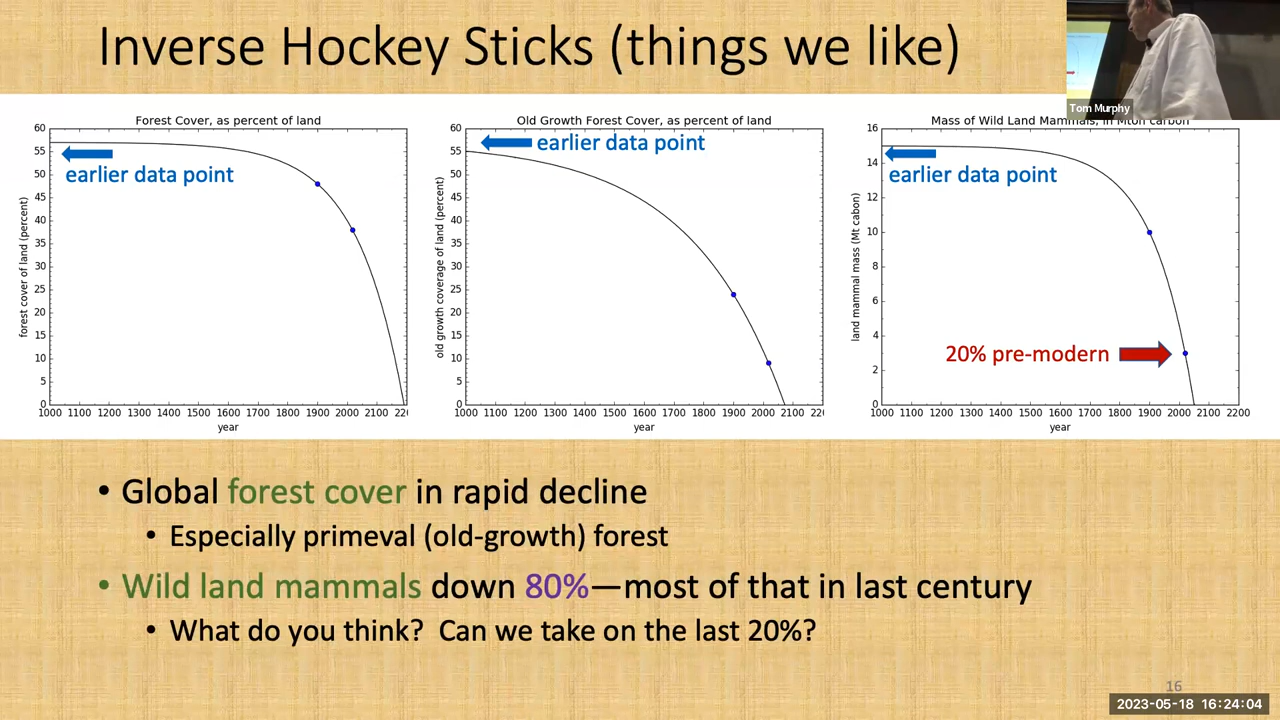 Inverse Hockey Sticks (things we like)
Tom Murphy
Forest Cover, as percent of land
60
55
50
45
40
35
30
25
20
15
10
5
0
forest cover of land (percent)
earlier data point
1000 1100 1200 1300 1400 1500 1600 1700 1800 1900 2000 2100 220
year
Old Growth Forest Cover, as percent of land
60
55
50
45
40
35
30
25
20
15
10
5
0
old growth coverage of land (percent)
earlier data point
1000 1100 1200 1300 1400 1500 1600 1700 1800 1900 2000 2100 220
year
Mass of Wild Land Mammals, in Mton carbon
16
14
12
10
8
6
4
2
0
land mammal mass (Mt cabon)
earlier data point
20% pre-modern
1000 1100 1200 1300 1400 1500 1600 1700 1800 1900 2000 2100 2200
year
• Global forest cover in rapid decline
• Especially primeval (old-growth) forest
• Wild land mammals down 80%—most of that in last century
• What do you think? Can we take on the last 20%?
16
2023-05-18 16:24:04